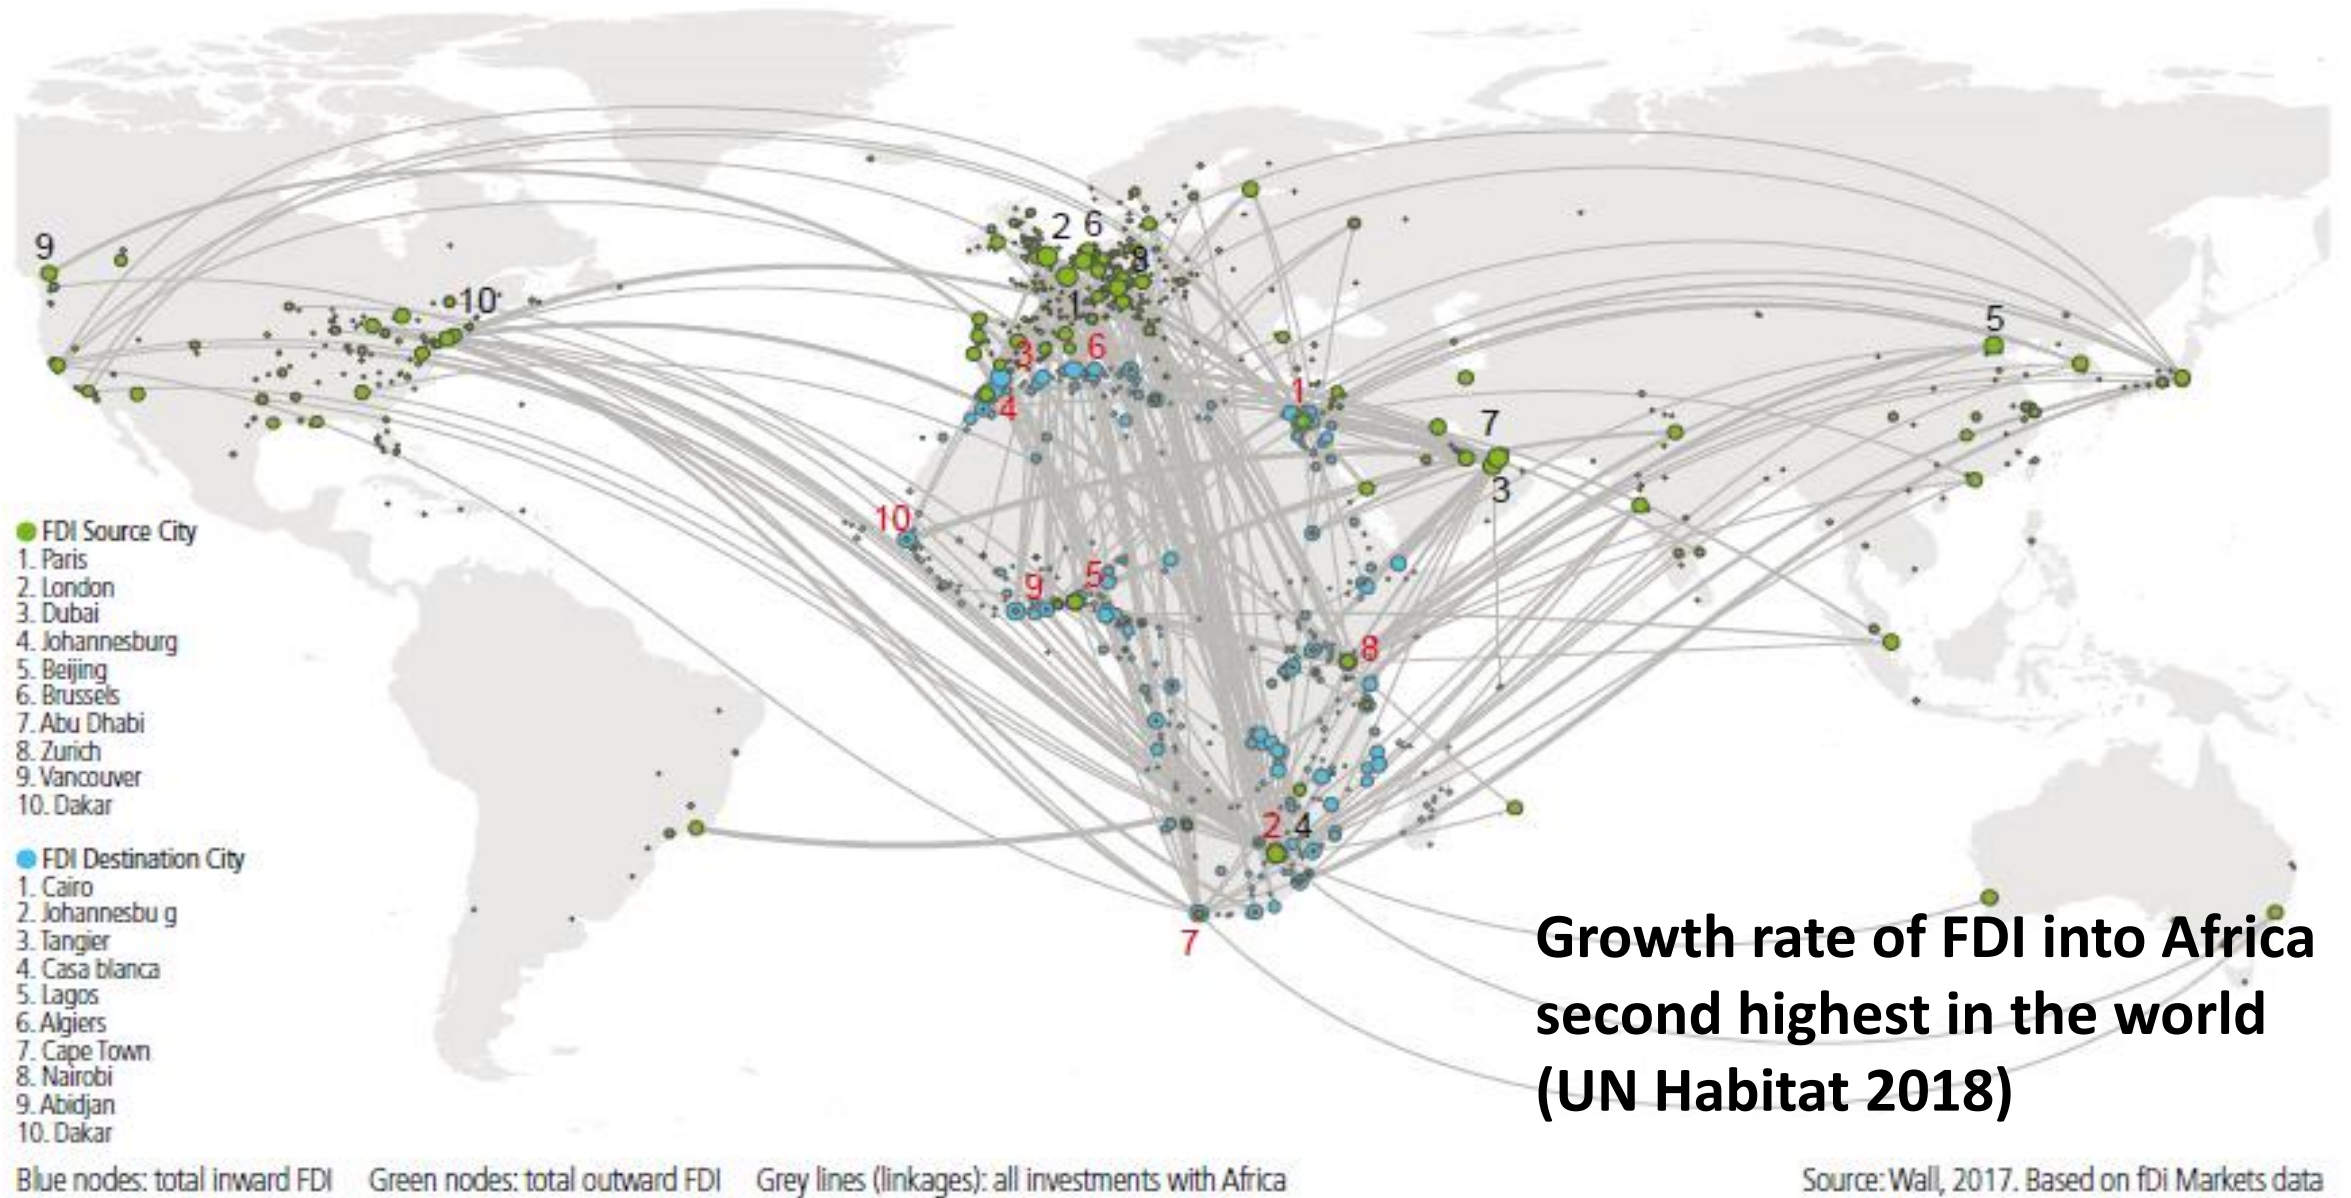 2 6
9
8
10
1
5
3 6
1
4
7
3
10
9 5
8
2 4
7
FDI Source City
1. Paris
2. London
3. Dubai
4. Johannesburg
5. Beijing
6. Brussels
7. Abu Dhabi
8. Zurich
9. Vancouver
10. Dakar
FDI Destination City
1. Cairo
2. Johannesbu g
3. Tangier
4. Casa blanca
5. Lagos
6. Algiers
7. Cape Town
8. Nairobi
9. Abidjan
10. Dakar
Growth rate of FDI into Africa
second highest in the world
(UN Habitat 2018)
Blue nodes: total inward FDI Green nodes: total outward FDI Grey lines (linkages): all investments with Africa
Source: Wall, 2017. Based on fDi Markets data